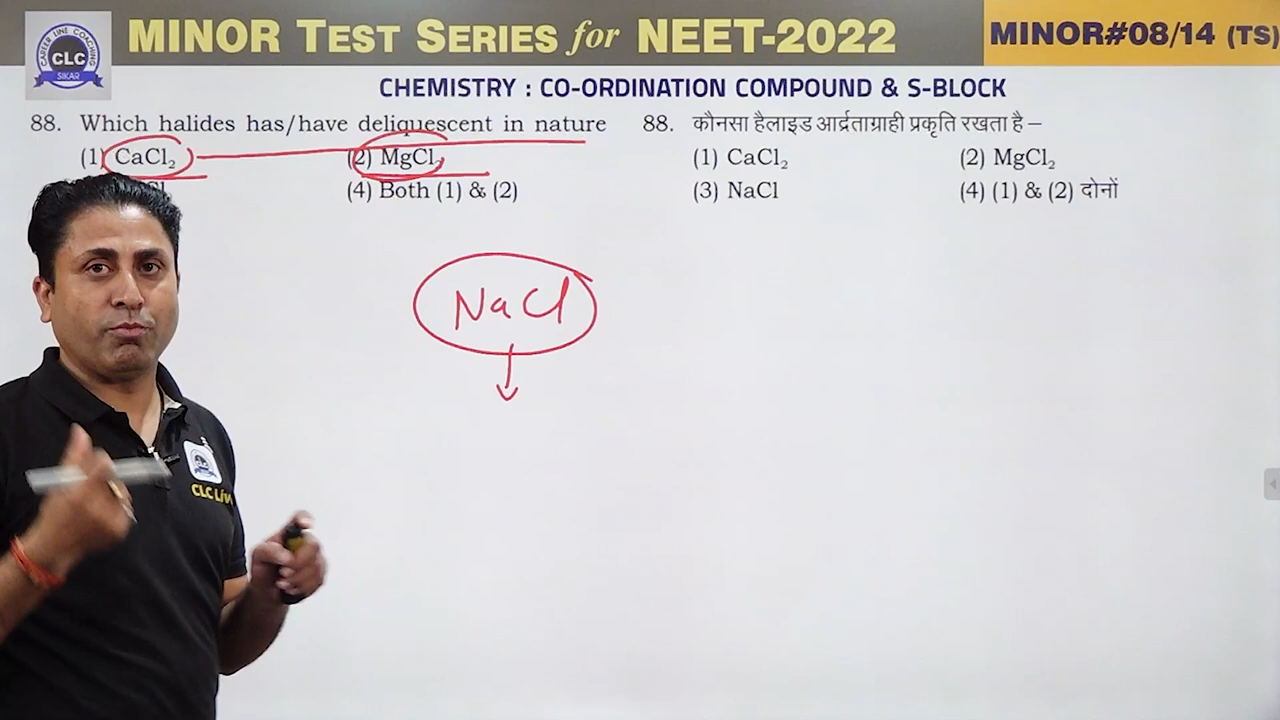 CAREER LINE COACHING
CLC
SIKAR
MINOR TEST SERIES for NEET-2022
MINOR#08/14 (TS)
CHEMISTRY : CO-ORDINATION COMPOUND & S-BLOCK
88. Which halides has/have deliquescent in nature
(1) CaCl₂ (2) MgCl₂
(4) Both (1) & (2)
88. कौनसा हैलाइड आर्द्रताग्राही प्रकृति रखता है –
(1) CaCl₂ (2) MgCl₂
(3) NaCl (4) (1) & (2) दोनों
NaCl
CLC Live